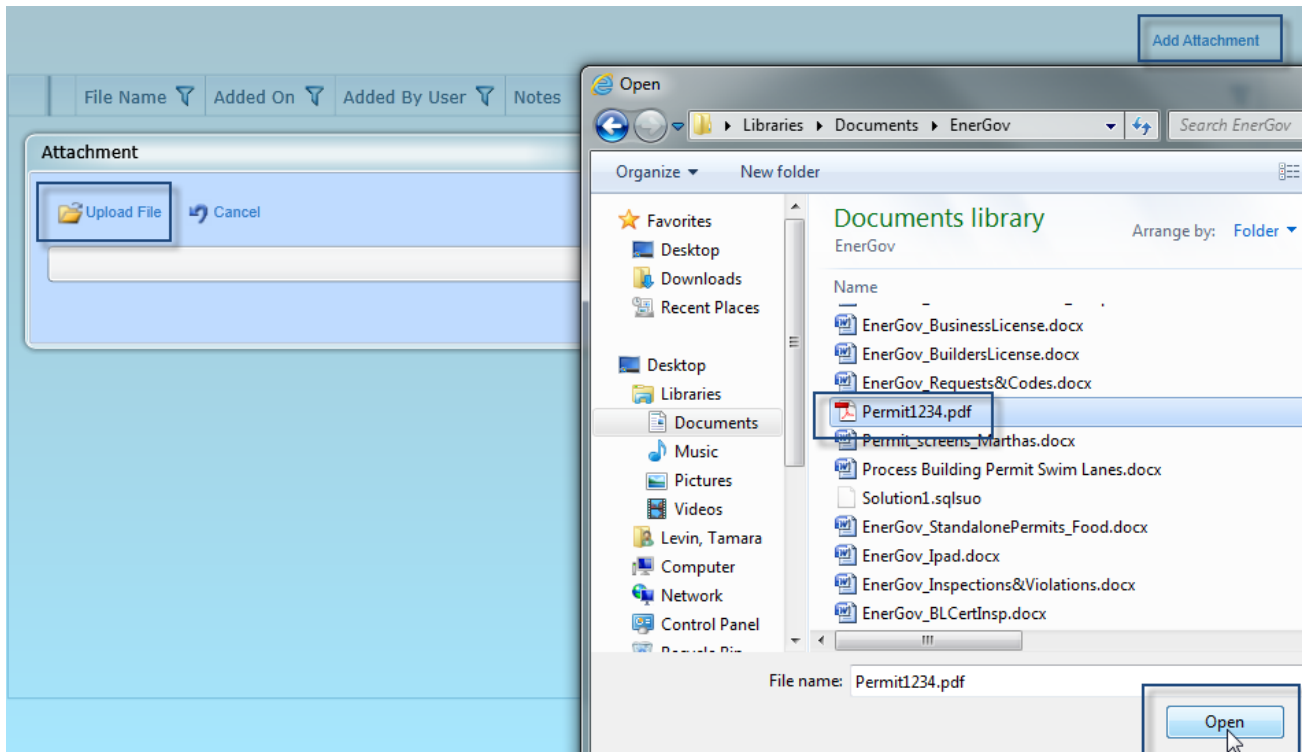 Add Attachment
File Name Added On Added By User Notes
Attachment
Upload File Cancel
Open
Libraries Documents EnerGov
Search EnerGov
Organize New folder
Favorites
Desktop
Downloads
Recent Places
Desktop
Libraries
Documents
Music
Pictures
Videos
Levin, Tamara
Computer
Network
Control Panel
Recycle Bin
Documents library
EnerGov
Arrange by: Folder
Name
EnerGov_BusinessLicense.docx
EnerGov_BuildersLicense.docx
EnerGov_Requests&Codes.docx
Permit1234.pdf
Permit_screens_Marthas.docx
Process Building Permit Swim Lanes.docx
Solution1.sqlsuo
EnerGov_StandalonePermits_Food.docx
EnerGov_Ipad.docx
EnerGov_Inspections&Violations.docx
EnerGov_BLCertInsp.docx
File name: Permit1234.pdf
Open